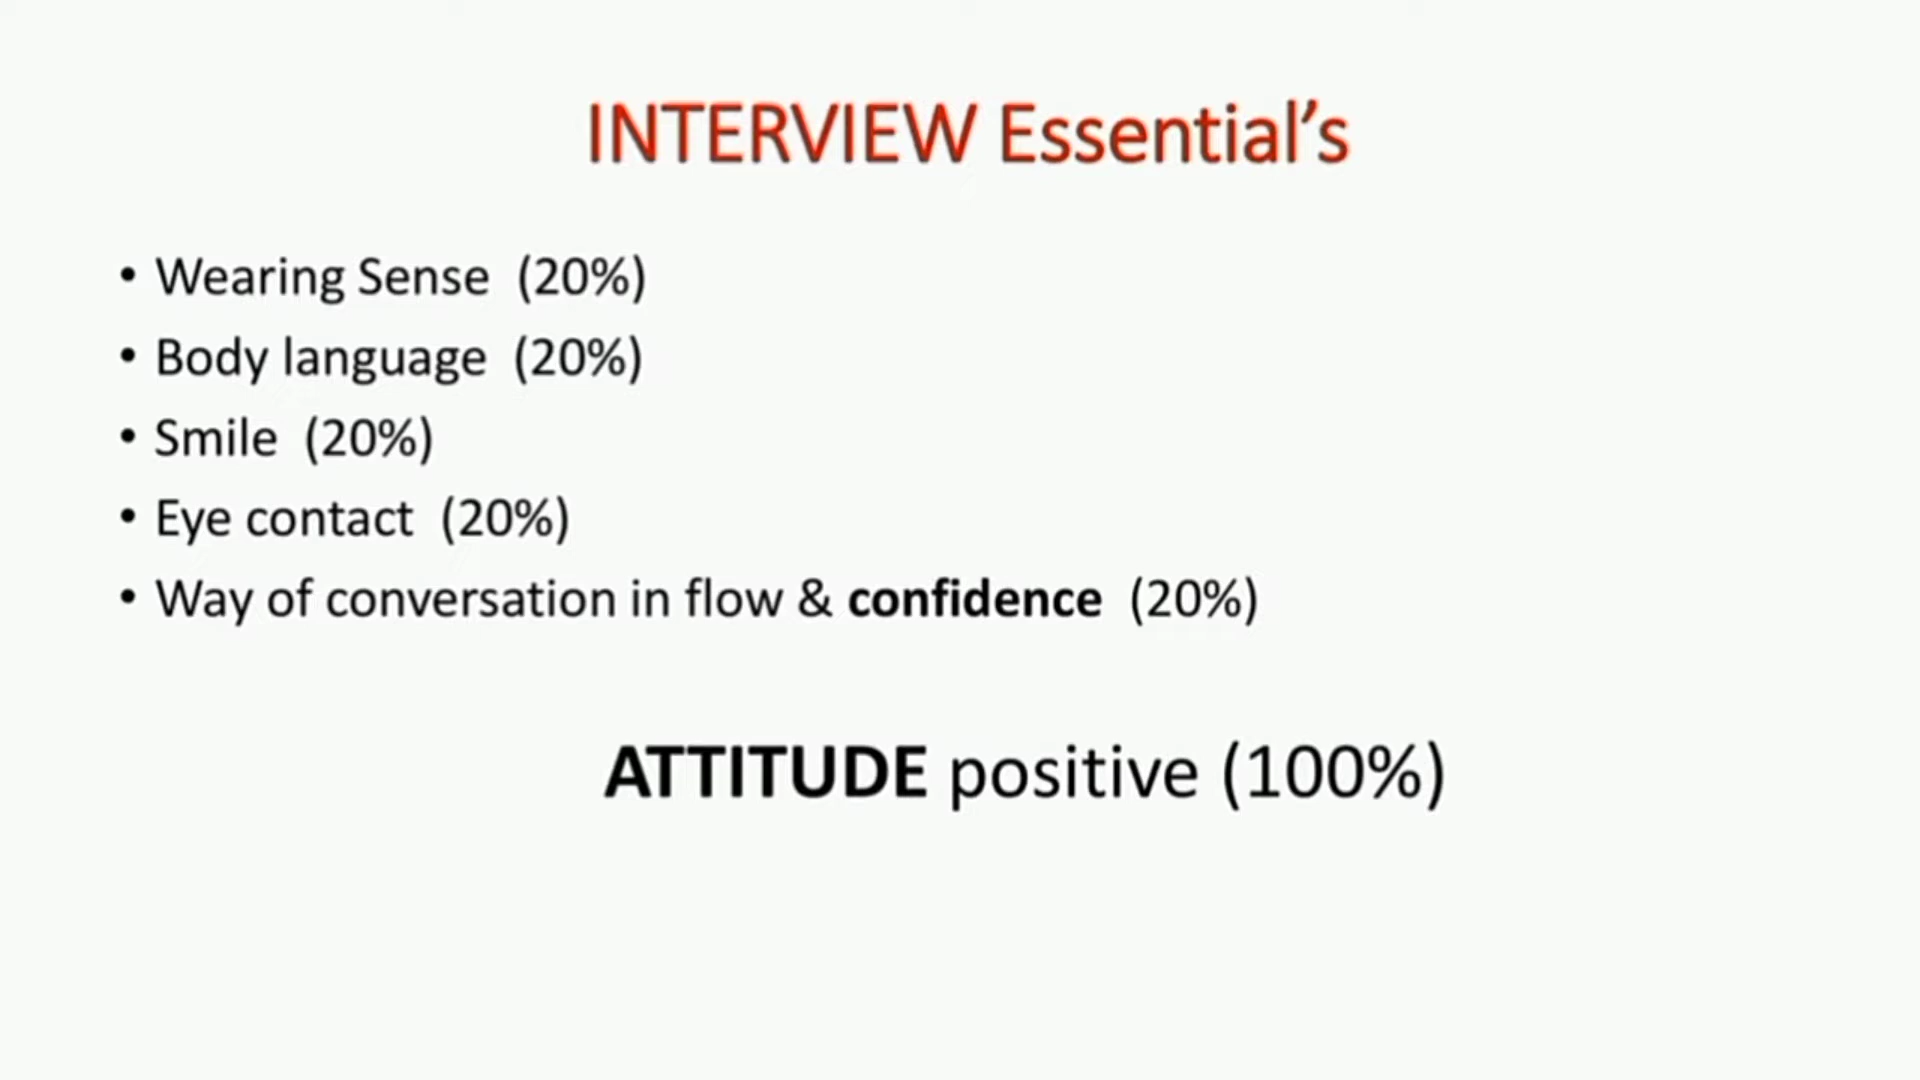 INTERVIEW Essential’s
• Wearing Sense (20%)
• Body language (20%)
• Smile (20%)
• Eye contact (20%)
• Way of conversation in flow & confidence (20%)
ATTITUDE positive (100%)